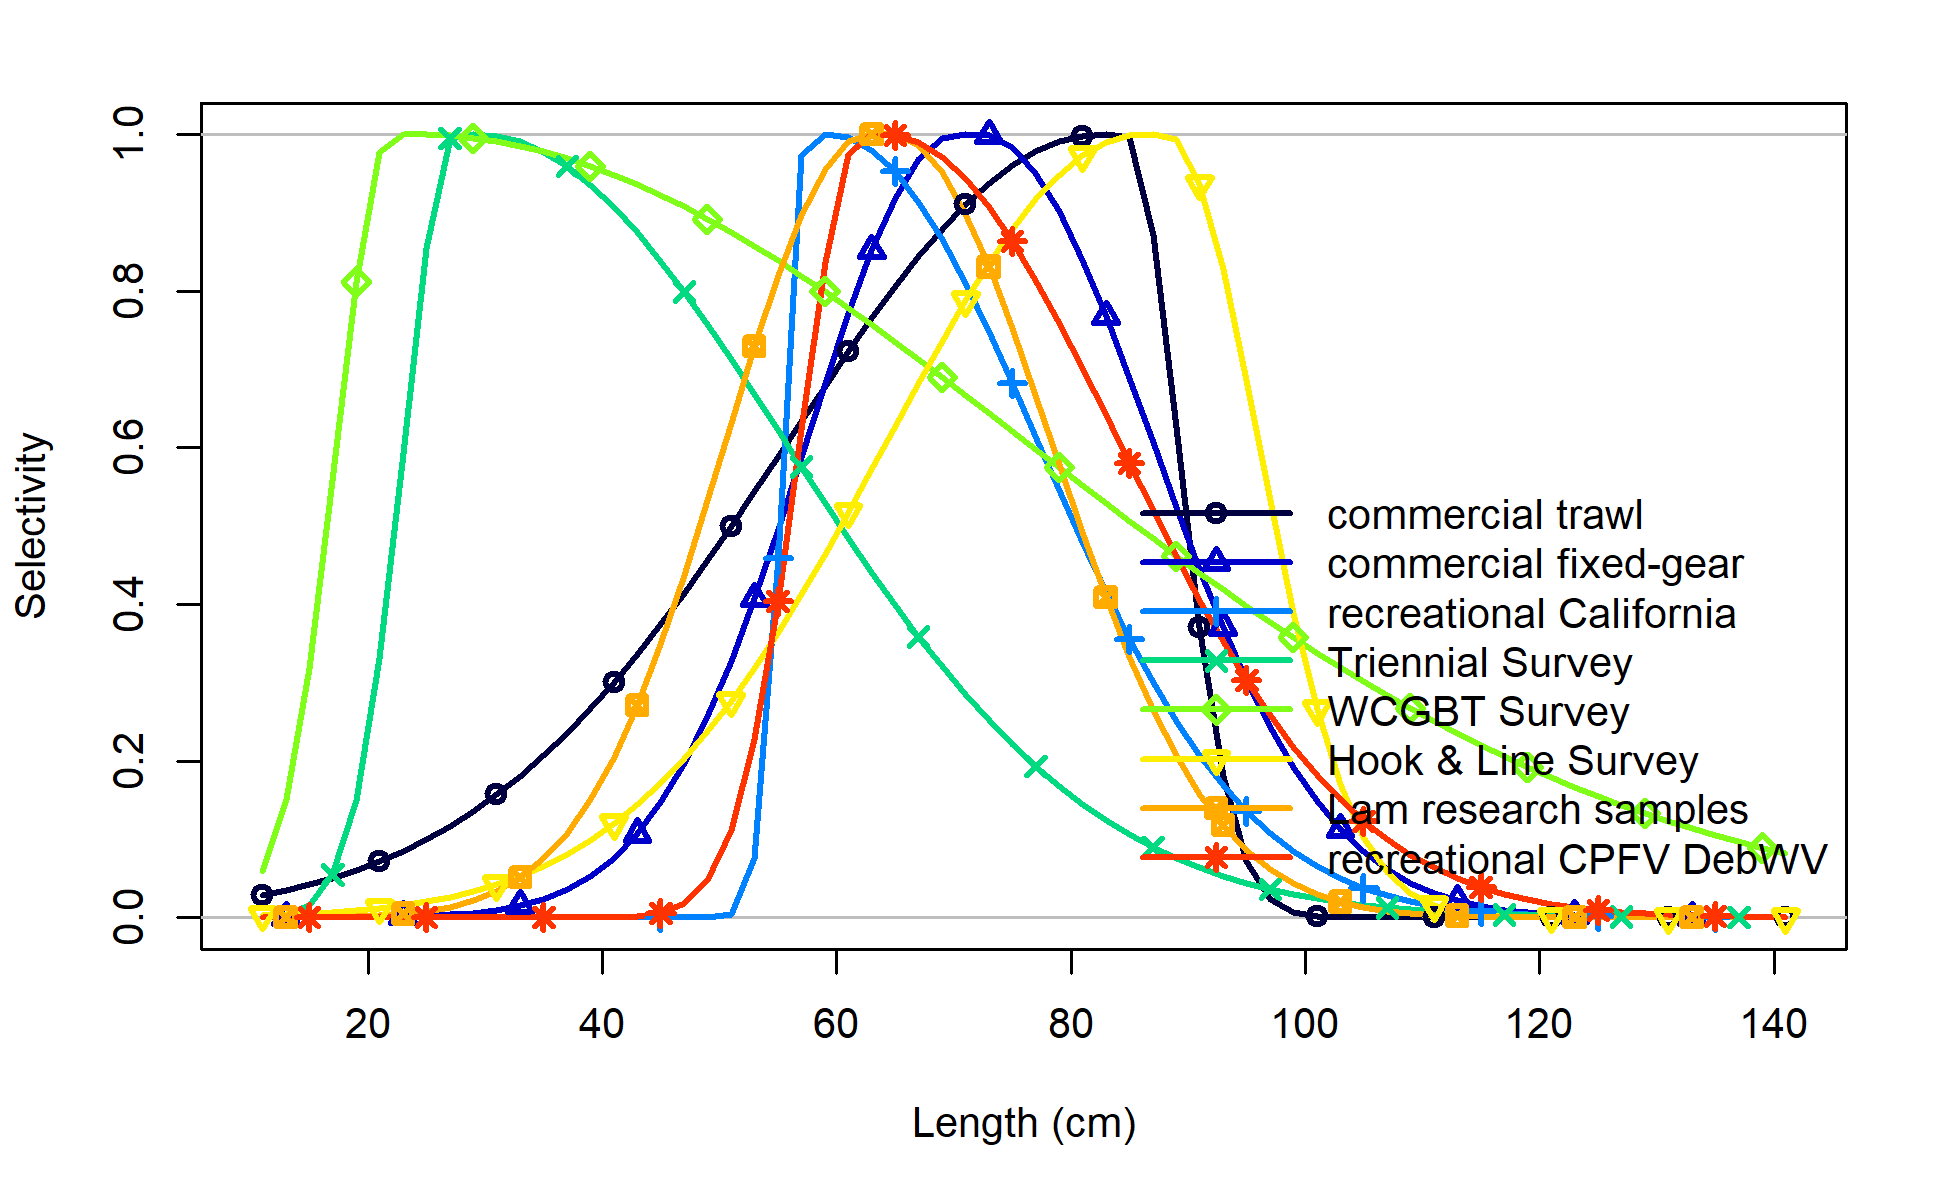 1.0
0.8
0.6
0.4
0.2
0.0
Selectivity
commercial trawl
commercial fixed-gear
recreational California
Triennial Survey
WCGBT Survey
Hook & Line Survey
Lam research samples
recreational CPFV DebWV
20 40 60 80 100 120 140
Length (cm)